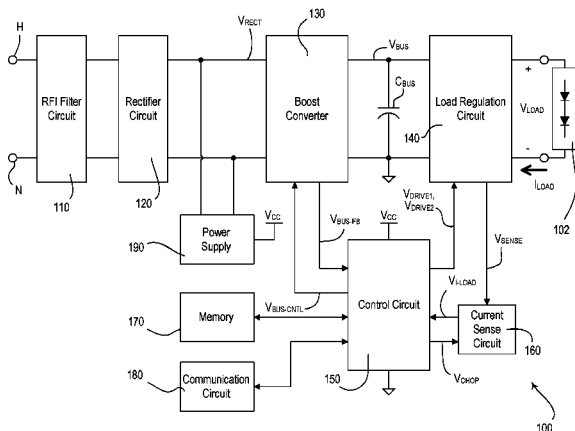 H
V_RECT
130
V_BUS
RFI Filter
Circuit
Rectifier
Circuit
Boost
Converter
C_BUS
Load Regulation
Circuit
140
+
V_LOAD
-
N
110
120
I_LOAD
102
V_DRIVE1,
V_DRIVE2
V_CC
V_CC
Power
Supply
190
V_BUS-FB
V_SENSE
V_I-LOAD
V_BUS-CNTL
Control Circuit
170
Memory
Current
Sense
Circuit
160
180
Communication
Circuit
150
V_CHOP
100